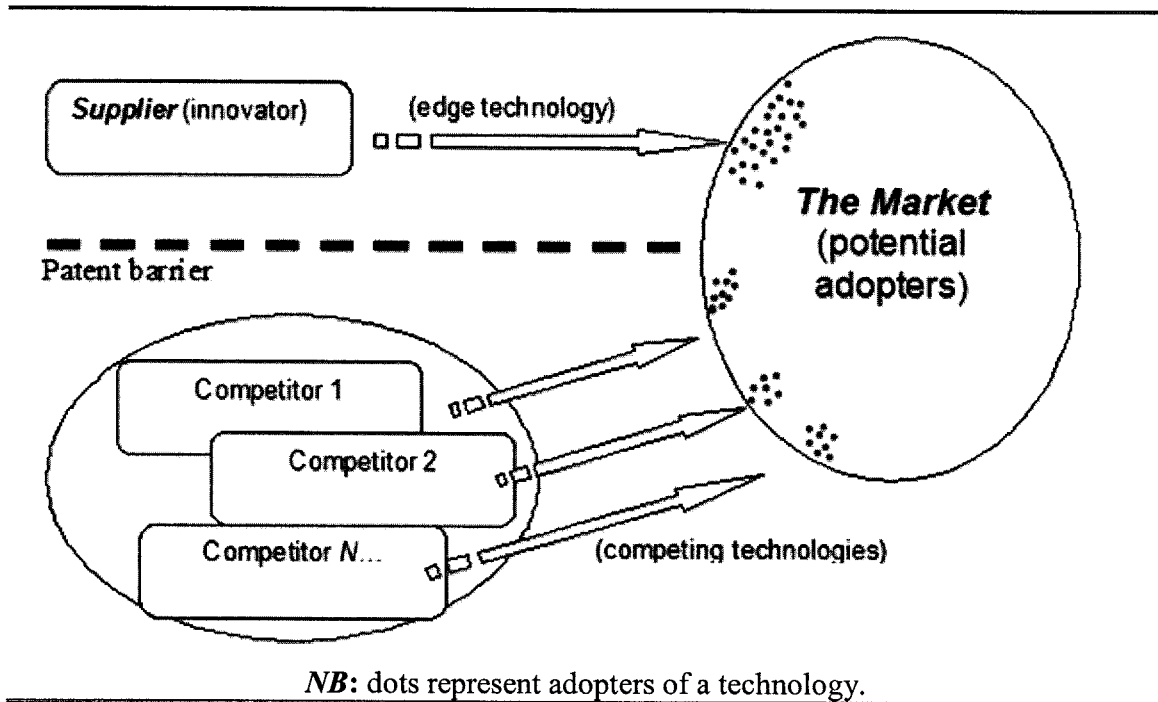 Supplier (innovator)
(edge technology)
The Market
(potential
adopters)
Patent barrier
Competitor 1
Competitor 2
Competitor N...
(competing technologies)
NB: dots represent adopters of a technology.